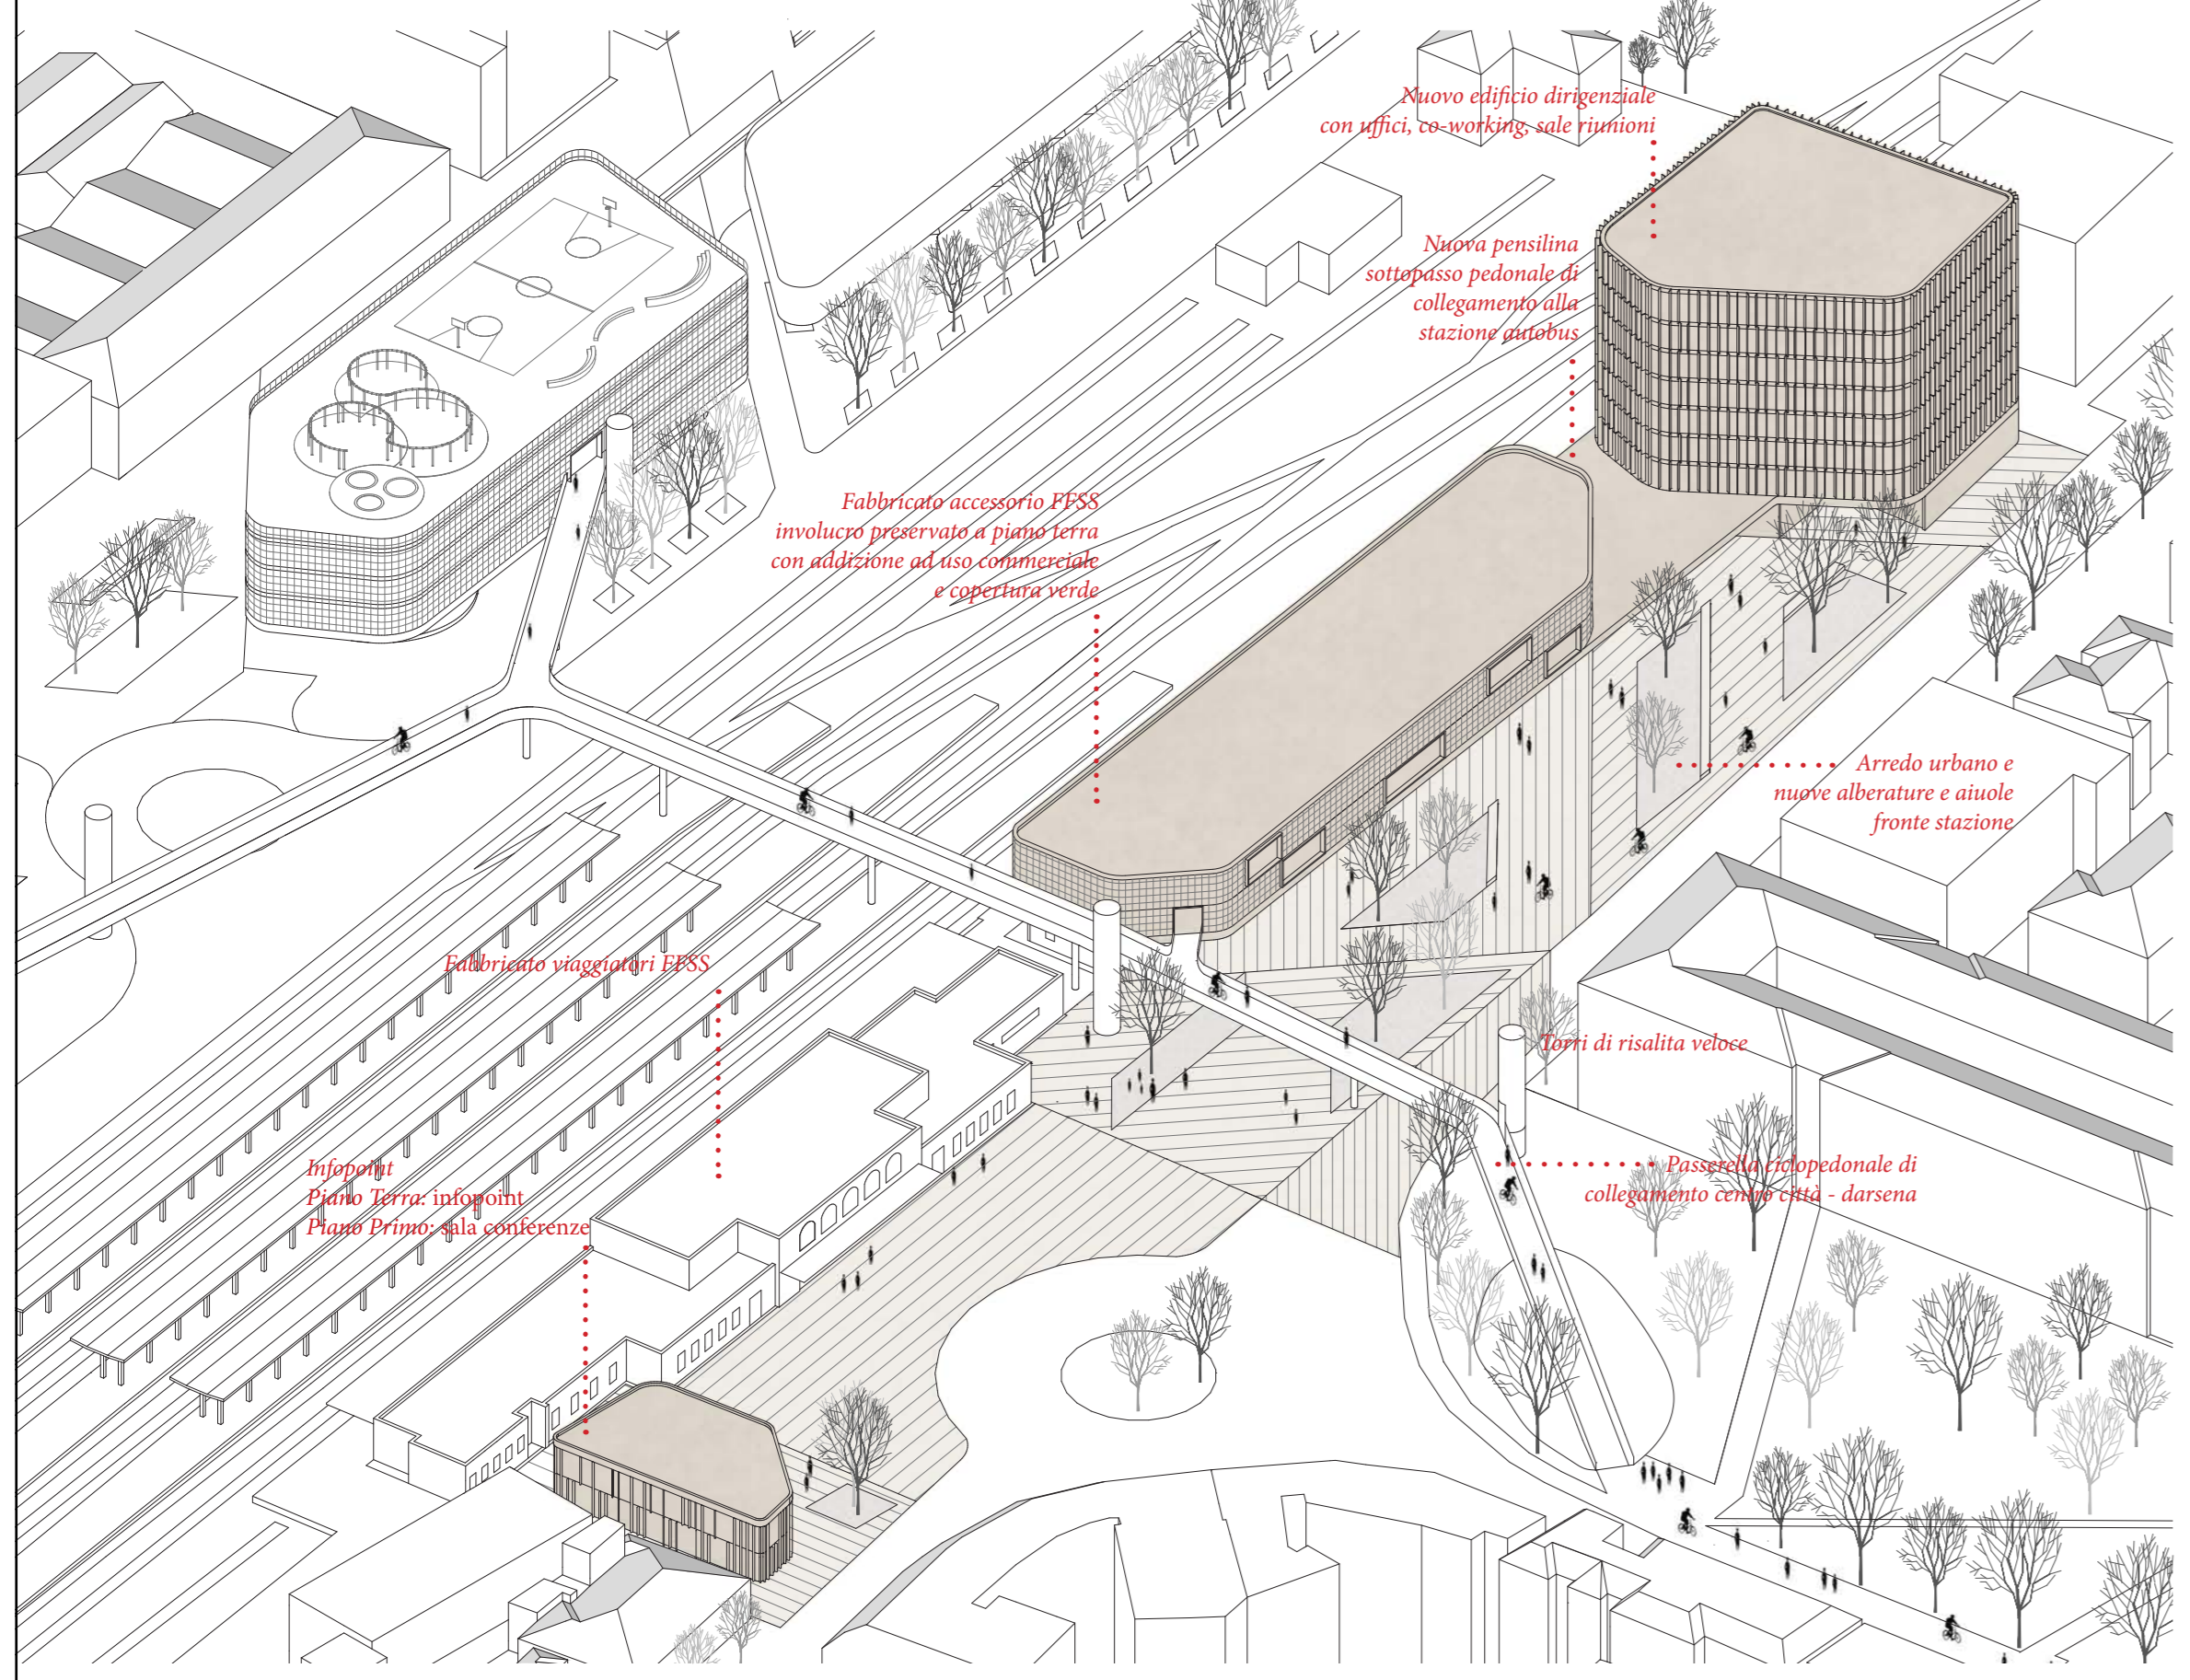 Nuovo edificio dirigenziale
con uffici, co-working, sale riunioni
Nuova pensilina
sottopasso pedonale di
collegamento alla
stazione autobus
Fabbricato accessorio FFSS
involucro preservato a piano terra
con addizione ad uso commerciale
e copertura verde
Arredo urbano e
nuove alberature e aiuole
fronte stazione
Fabbricato viaggiatori FFSS
Torri di risalita veloce
Infopoint
Piano Terra: infopoint
Piano Primo: sala conferenze
Passerella ciclopedonale di
collegamento centro città - darsena